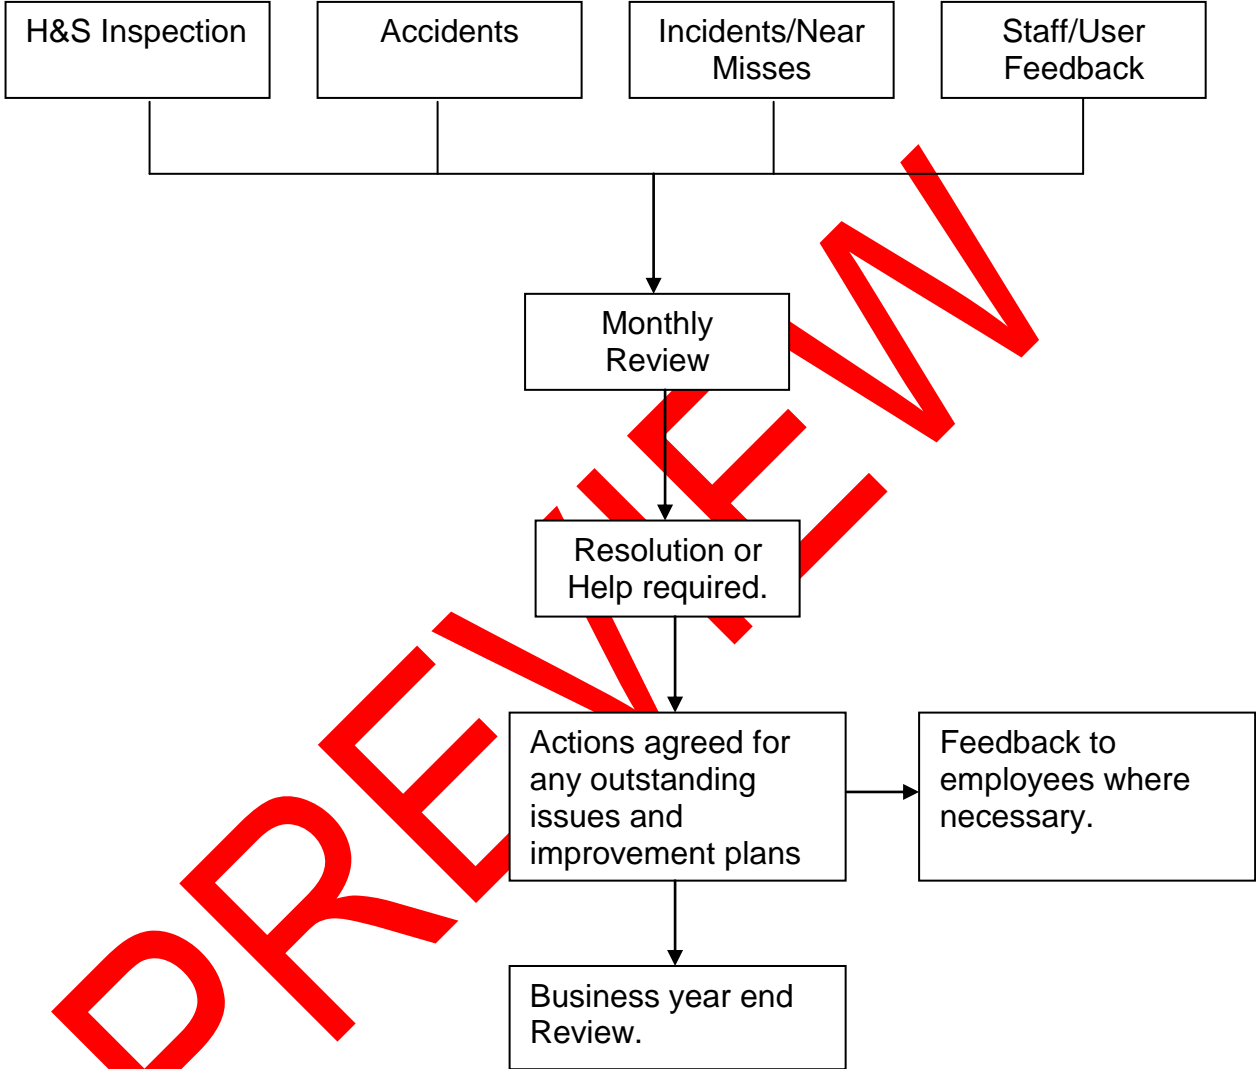 H&S Inspection
Accidents
Incidents/Near
Misses
Staff/User
Feedback
Monthly
Review
Resolution or
Help required.
Actions agreed for
any outstanding
issues and
improvement plans
Feedback to
employees where
necessary.
Business year end
Review.
PREVIEW